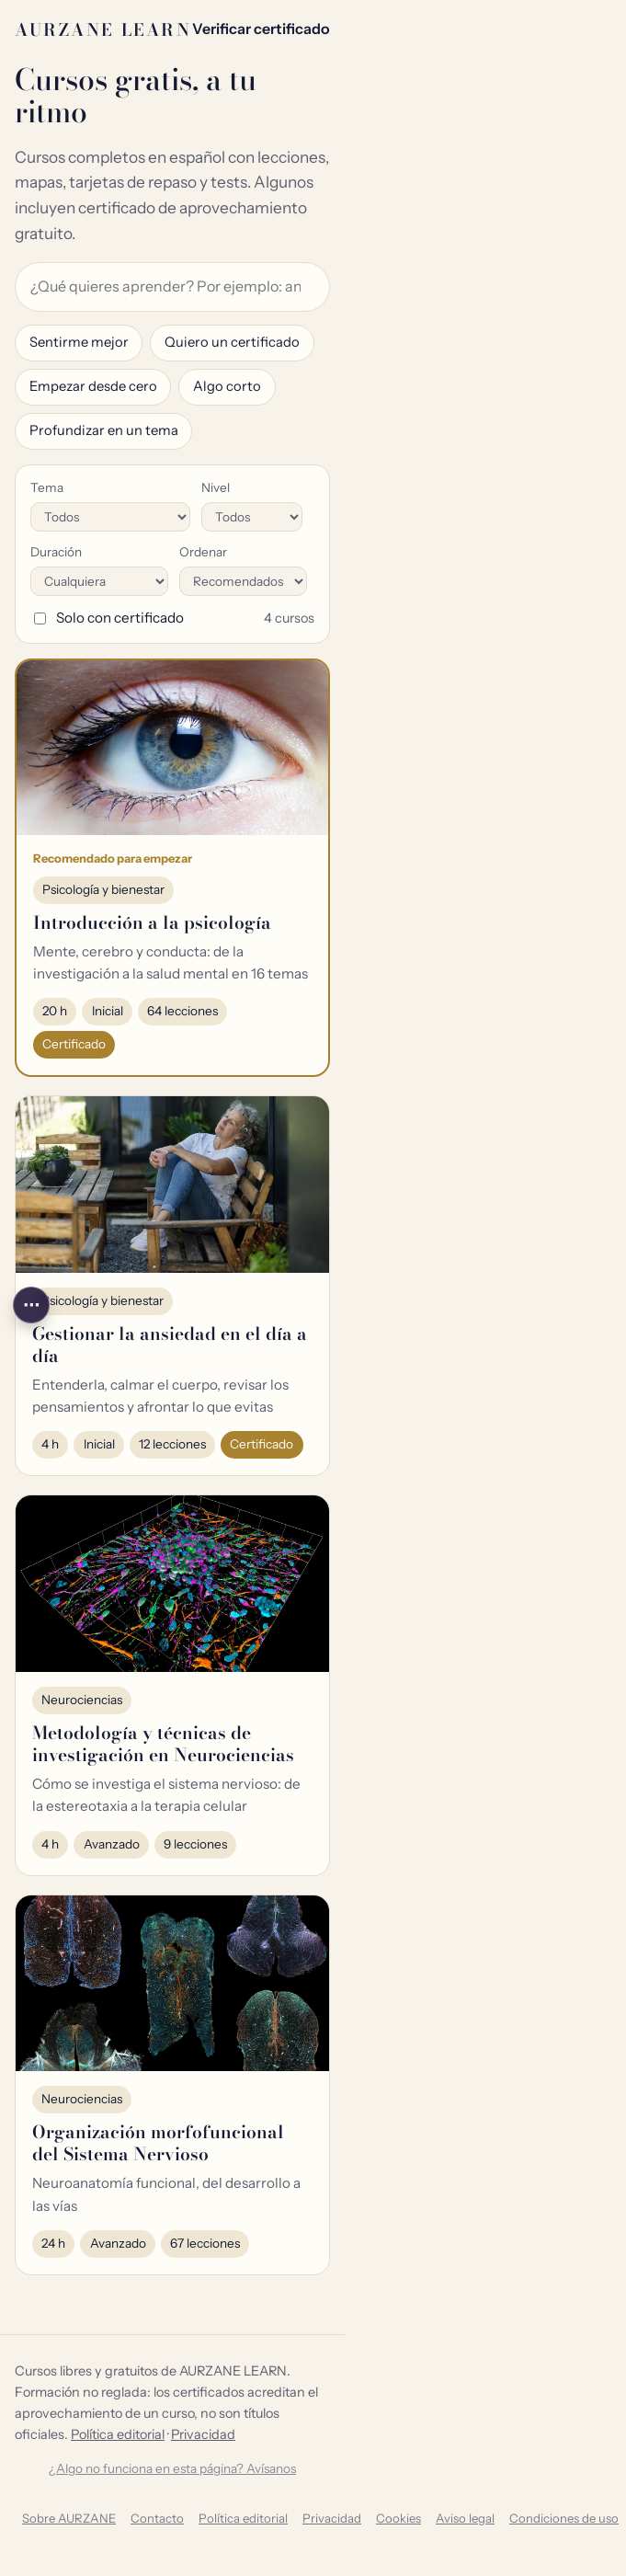 AURZANE LEARN Verificar certificado
Cursos gratis, a tu
ritmo
Cursos completos en español con lecciones,
mapas, tarjetas de repaso y tests. Algunos
incluyen certificado de aprovechamiento
gratuito.
¿Qué quieres aprender? Por ejemplo: an
Sentirme mejor Quiero un certificado
Empezar desde cero Algo corto
Profundizar en un tema
Tema Nivel
Todos Todos
Duración Ordenar
Cualquiera Recomendados
Solo con certificado 4 cursos
Recomendado para empezar
Psicología y bienestar
Introducción a la psicología
Mente, cerebro y conducta: de la
investigación a la salud mental en 16 temas
20 h Inicial 64 lecciones
Certificado
Psicología y bienestar
Gestionar la ansiedad en el día a
día
Entenderla, calmar el cuerpo, revisar los
pensamientos y afrontar lo que evitas
4 h Inicial 12 lecciones Certificado
Neurociencias
Metodología y técnicas de
investigación en Neurociencias
Cómo se investiga el sistema nervioso: de
la estereotaxia a la terapia celular
4 h Avanzado 9 lecciones
Neurociencias
Organización morfofuncional
del Sistema Nervioso
Neuroanatomía funcional, del desarrollo a
las vías
24 h Avanzado 67 lecciones
Cursos libres y gratuitos de AURZANE LEARN.
Formación no reglada: los certificados acreditan el
aprovechamiento de un curso, no son títulos
oficiales. Política editorial · Privacidad
¿Algo no funciona en esta página? Avísanos
Sobre AURZANE Contacto Política editorial Privacidad Cookies Aviso legal Condiciones de uso